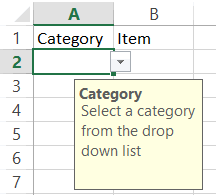 A B
1 Category Item
2
3 Category
4 Select a category
5 from the drop
6 down list
7